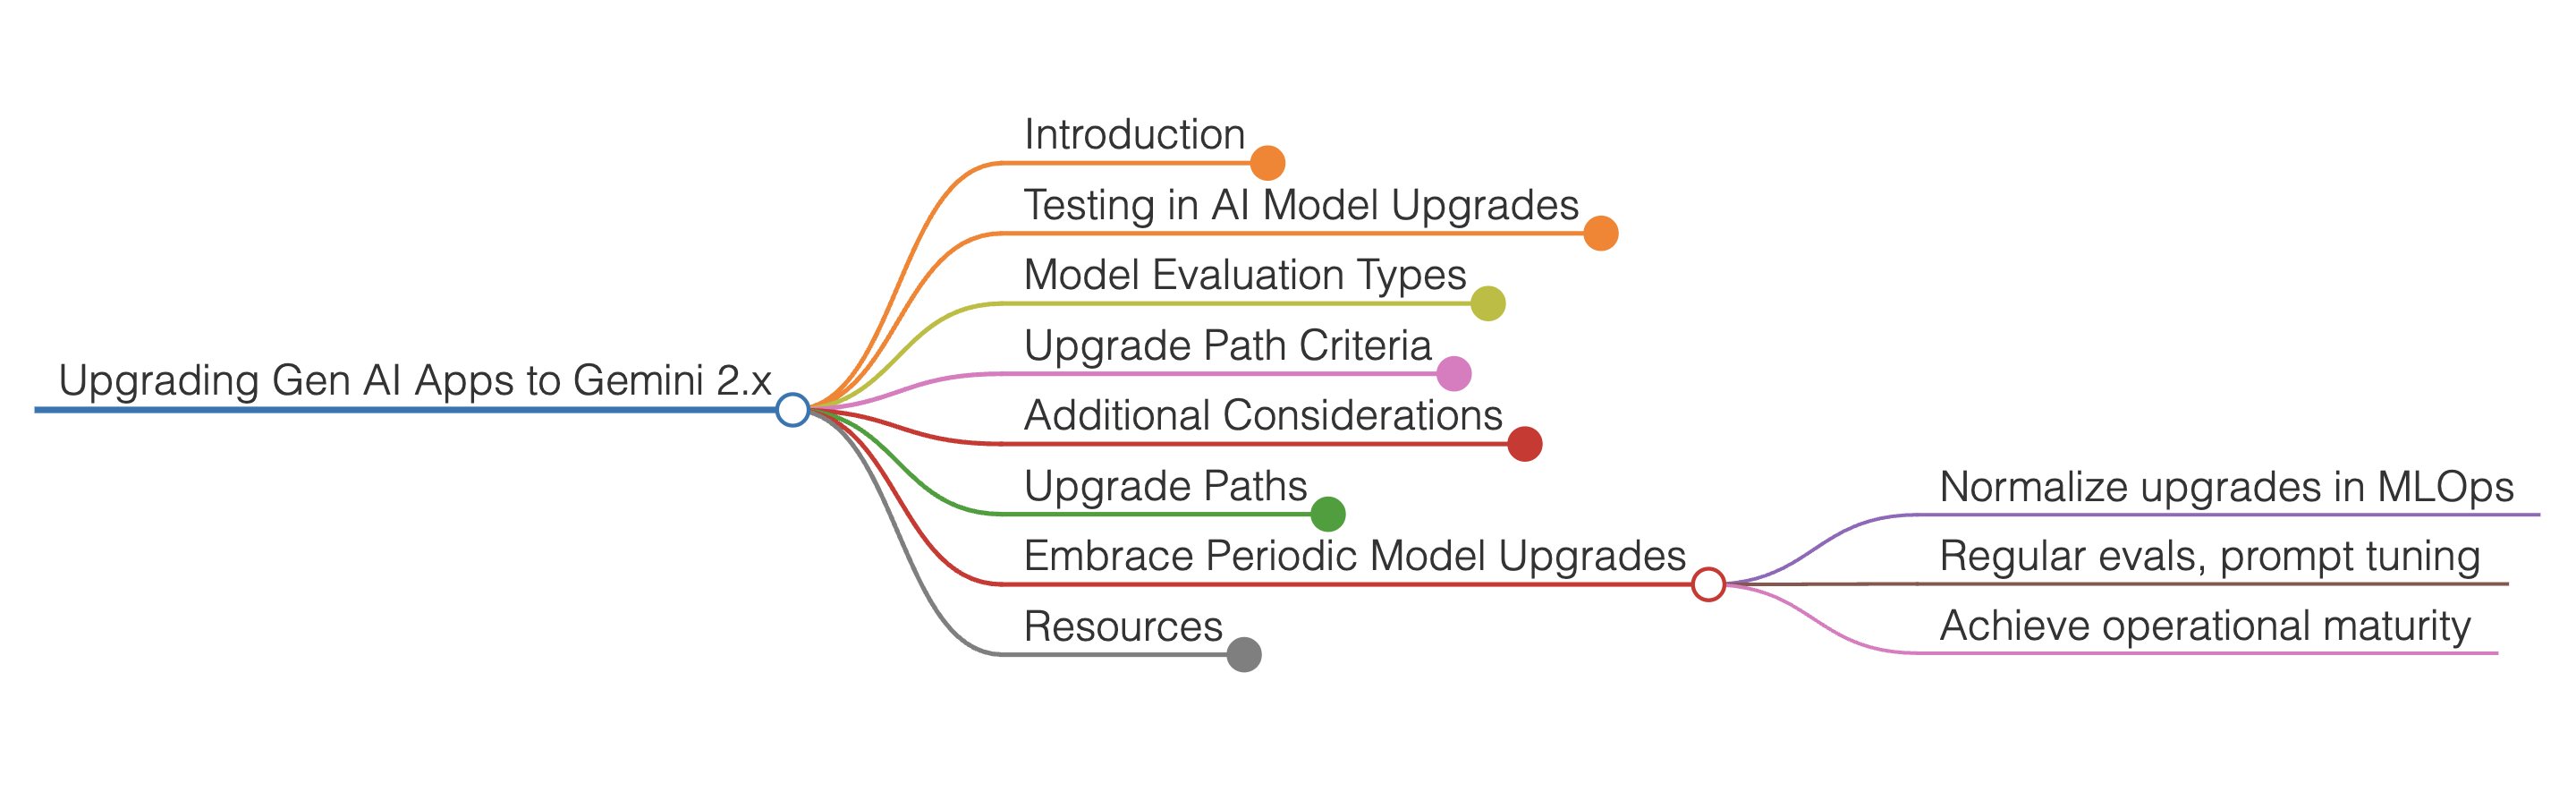 Upgrading Gen AI Apps to Gemini 2.x
Introduction
Testing in AI Model Upgrades
Model Evaluation Types
Upgrade Path Criteria
Additional Considerations
Upgrade Paths
Embrace Periodic Model Upgrades
Normalize upgrades in MLOps
Regular evals, prompt tuning
Achieve operational maturity
Resources